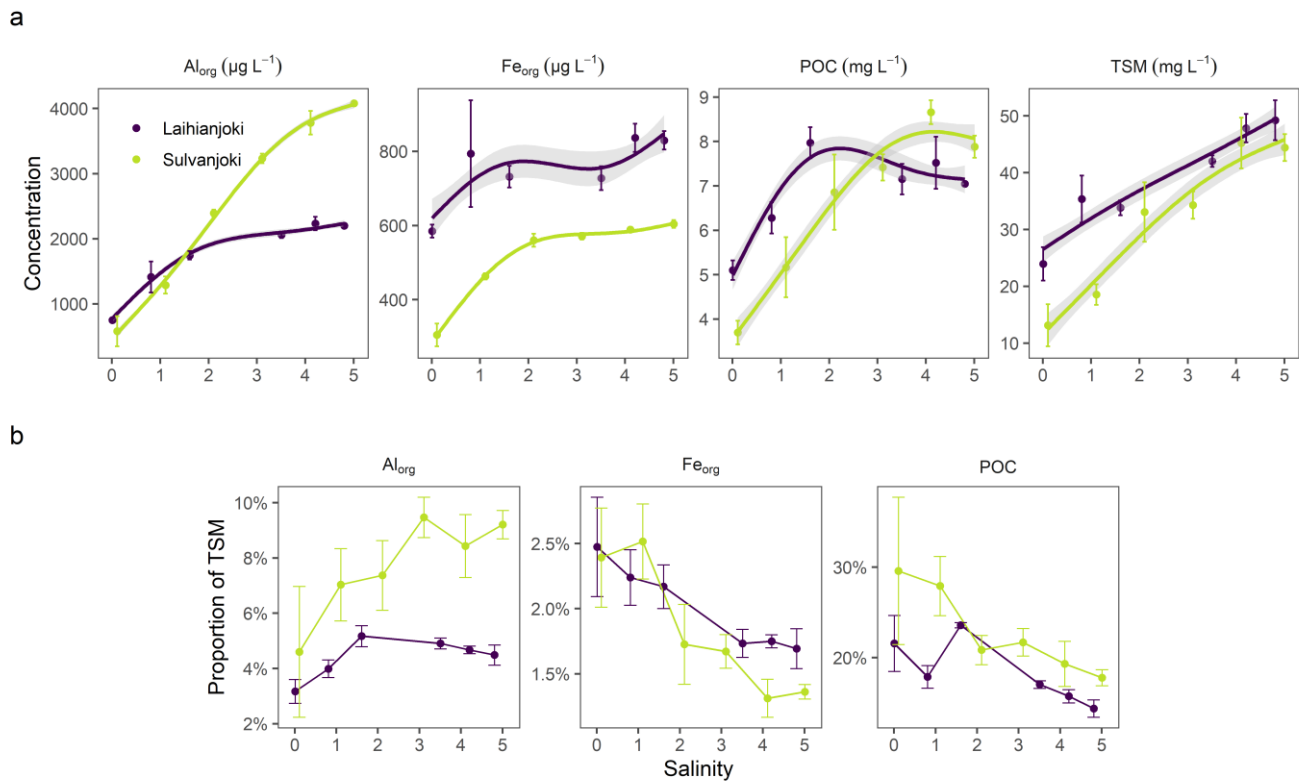 a
Al_org (µg L⁻¹) Fe_org (µg L⁻¹) POC (mg L⁻¹) TSM (mg L⁻¹)
Concentration
4000
3000
2000
1000
Laihianjoki
Sulvanjoki
0 1 2 3 4 5
800
600
400
0 1 2 3 4 5
9
8
7
6
5
4
0 1 2 3 4 5
50
40
30
20
10
0 1 2 3 4 5
b
Al_org Fe_org POC
Proportion of TSM
10%
8%
6%
4%
2%
0 1 2 3 4 5
2.5%
2.0%
1.5%
0 1 2 3 4 5
30%
20%
0 1 2 3 4 5
Salinity